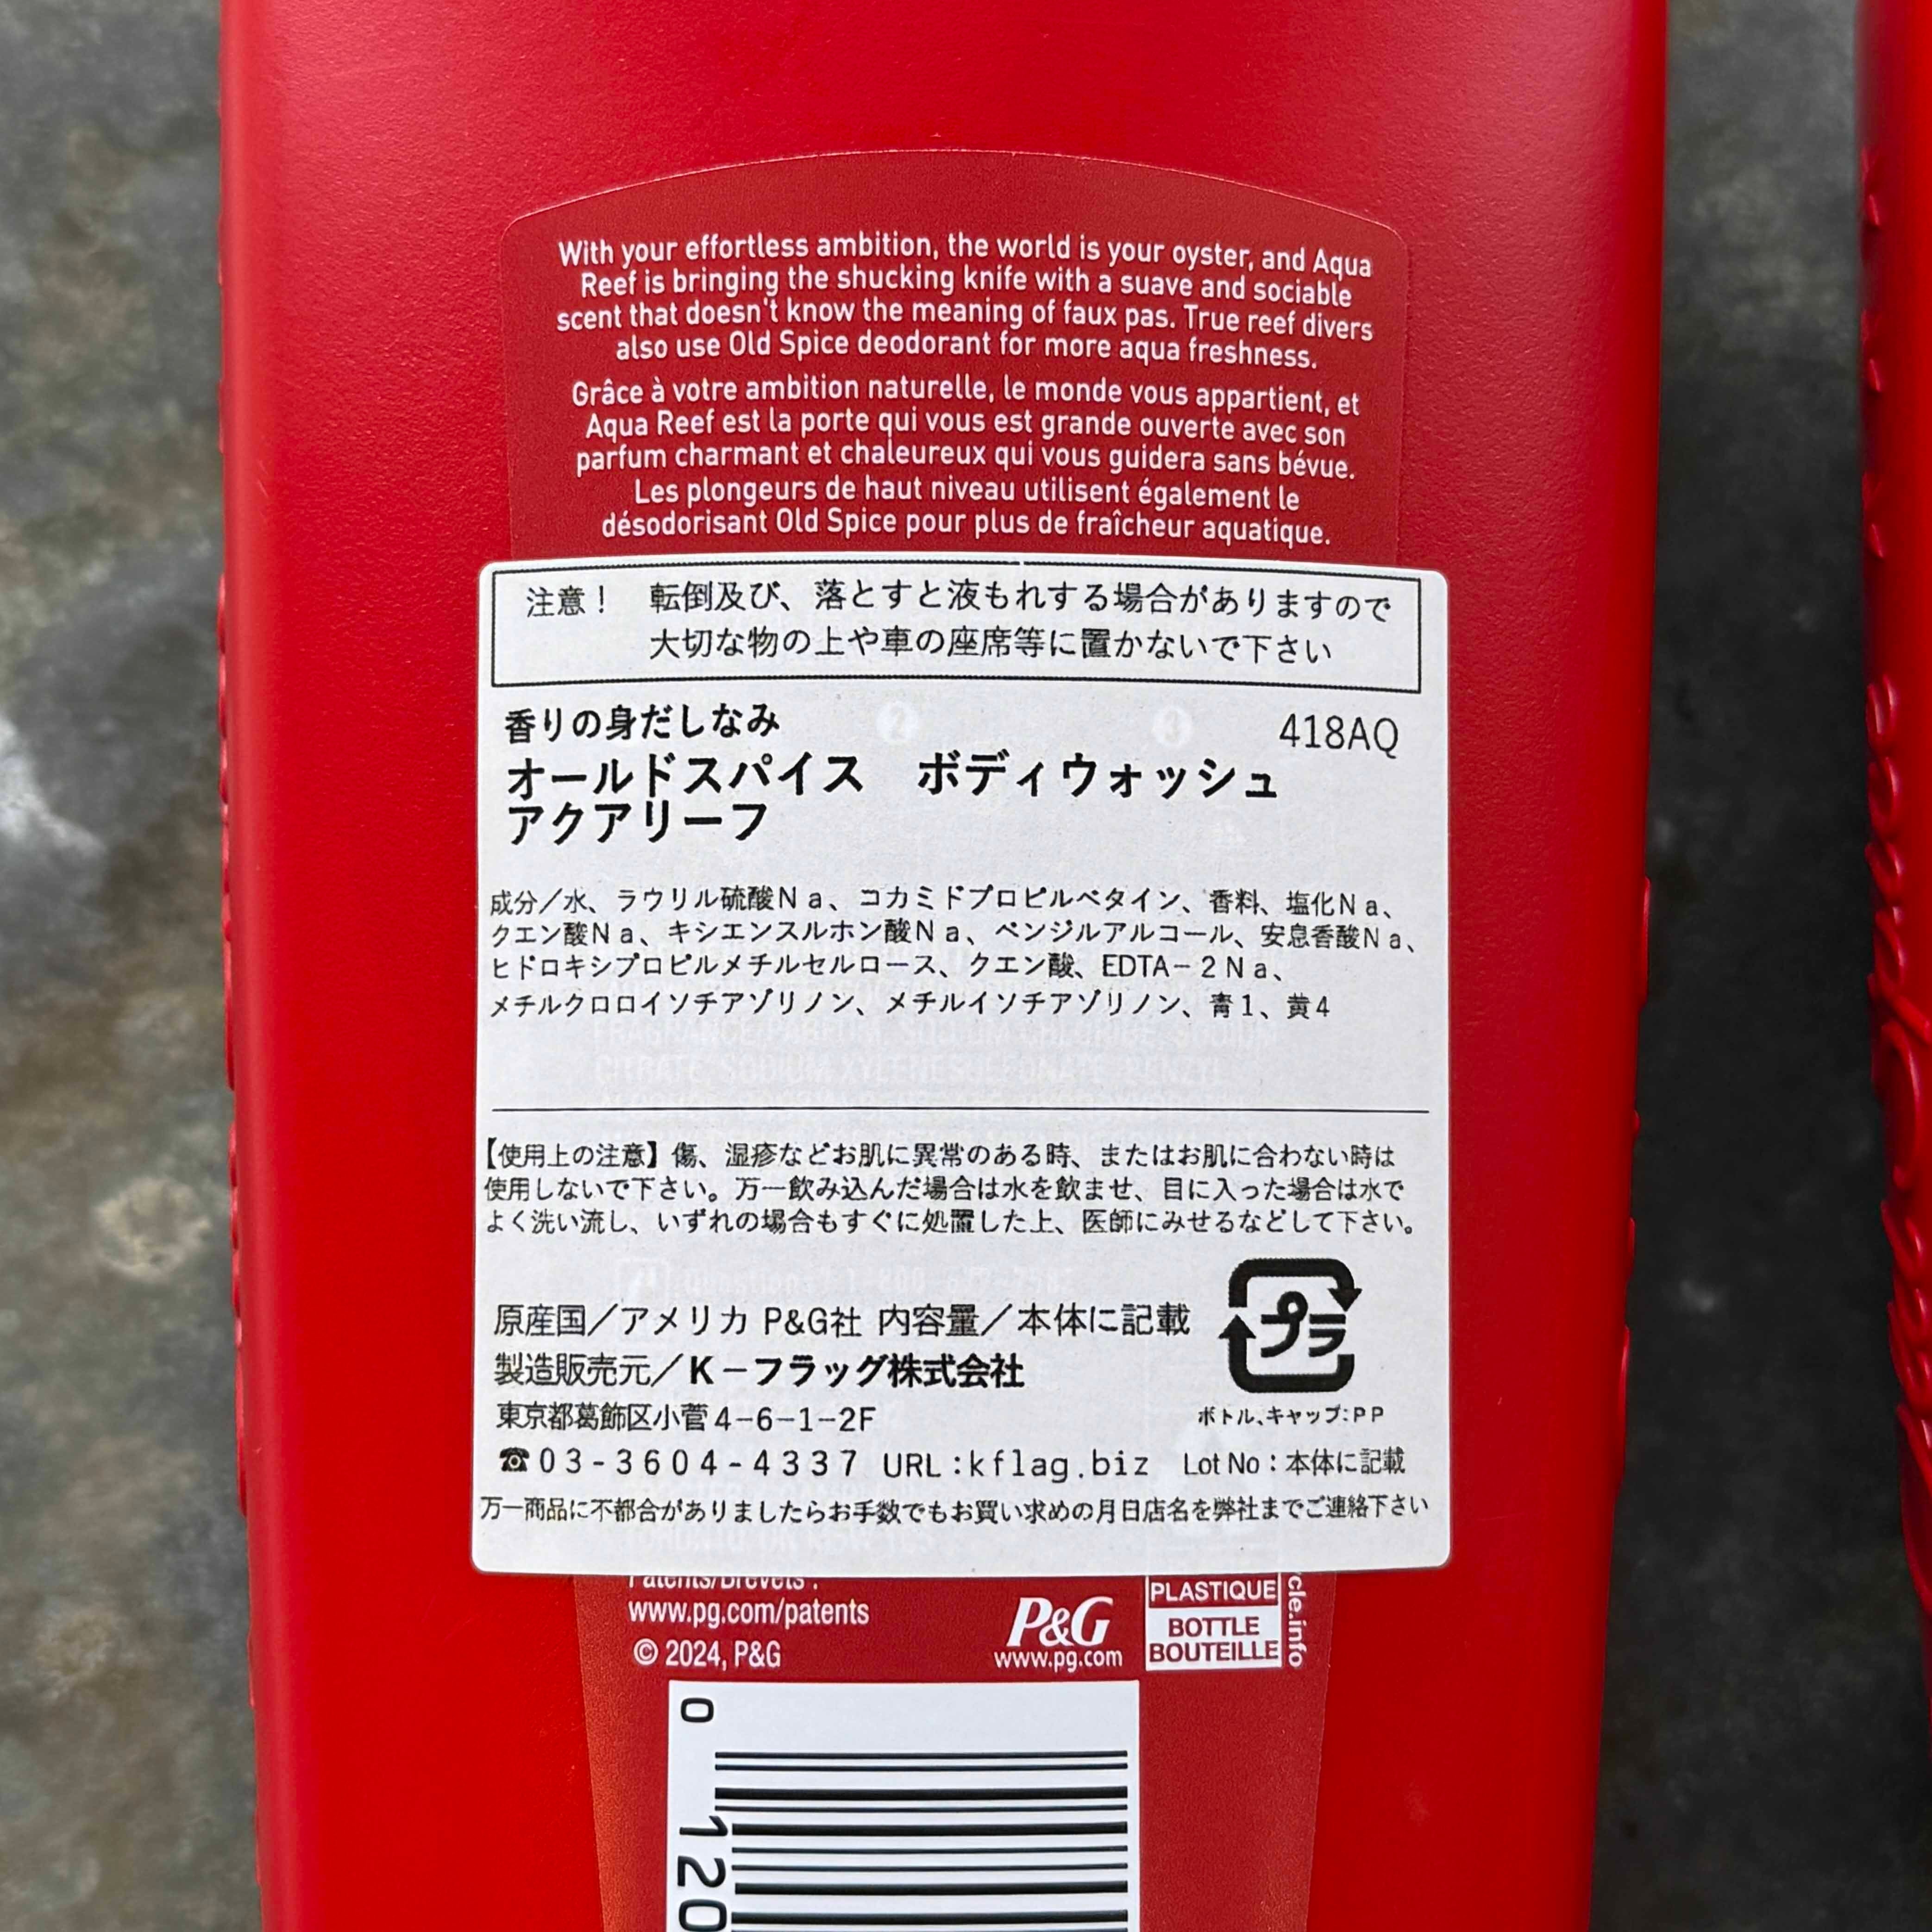 With your effortless ambition, the world is your oyster, and Aqua
Reef is bringing the shucking knife with a suave and sociable
scent that doesn't know the meaning of faux pas. True reef divers
also use Old Spice deodorant for more aqua freshness.
Grâce à votre ambition naturelle, le monde vous appartient, et
Aqua Reef est la porte qui vous est grande ouverte avec son
parfum charmant et chaleureux qui vous guidera sans bévue.
Les plongeurs de haut niveau utilisent également le
désodorisant Old Spice pour plus de fraîcheur aquatique.
注意！ 転倒及び、落とすと液もれする場合がありますので
大切な物の上や車の座席等に置かないで下さい
香りの身だしなみ
418AQ
オールドスパイス ボディウォッシュ
アクアリーフ
成分／水、ラウリル硫酸Ｎａ、コカミドプロピルベタイン、香料、塩化Ｎａ、
クエン酸Ｎａ、キシエンスルホン酸Ｎａ、ベンジルアルコール、安息香酸Ｎａ、
ヒドロキシプロピルメチルセルロース、クエン酸、EDTA－２Ｎａ、
メチルクロロイソチアゾリノン、メチルイソチアゾリノン、青1、黄4
【使用上の注意】傷、湿疹などお肌に異常のある時、またはお肌に合わない時は
使用しないで下さい。万一飲み込んだ場合は水を飲ませ、目に入った場合は水で
よく洗い流し、いずれの場合もすぐに処置した上、医師にみせるなどして下さい。
原産国／アメリカ P&G社 内容量／本体に記載
プラ
製造販売元／K－フラッグ株式会社
東京都葛飾区小菅4-6-1-2F
ボトル、キャップ:PP
☎03-3604-4337 URL:kflag.biz Lot No：本体に記載
万一商品に不都合がありましたらお手数でもお買い求めの月日店名を弊社までご連絡下さい
Patents/Brevets :
www.pg.com/patents
© 2024, P&G
P&G
www.pg.com
PLASTIQUE
BOTTLE
BOUTEILLE
cle.info
0 120